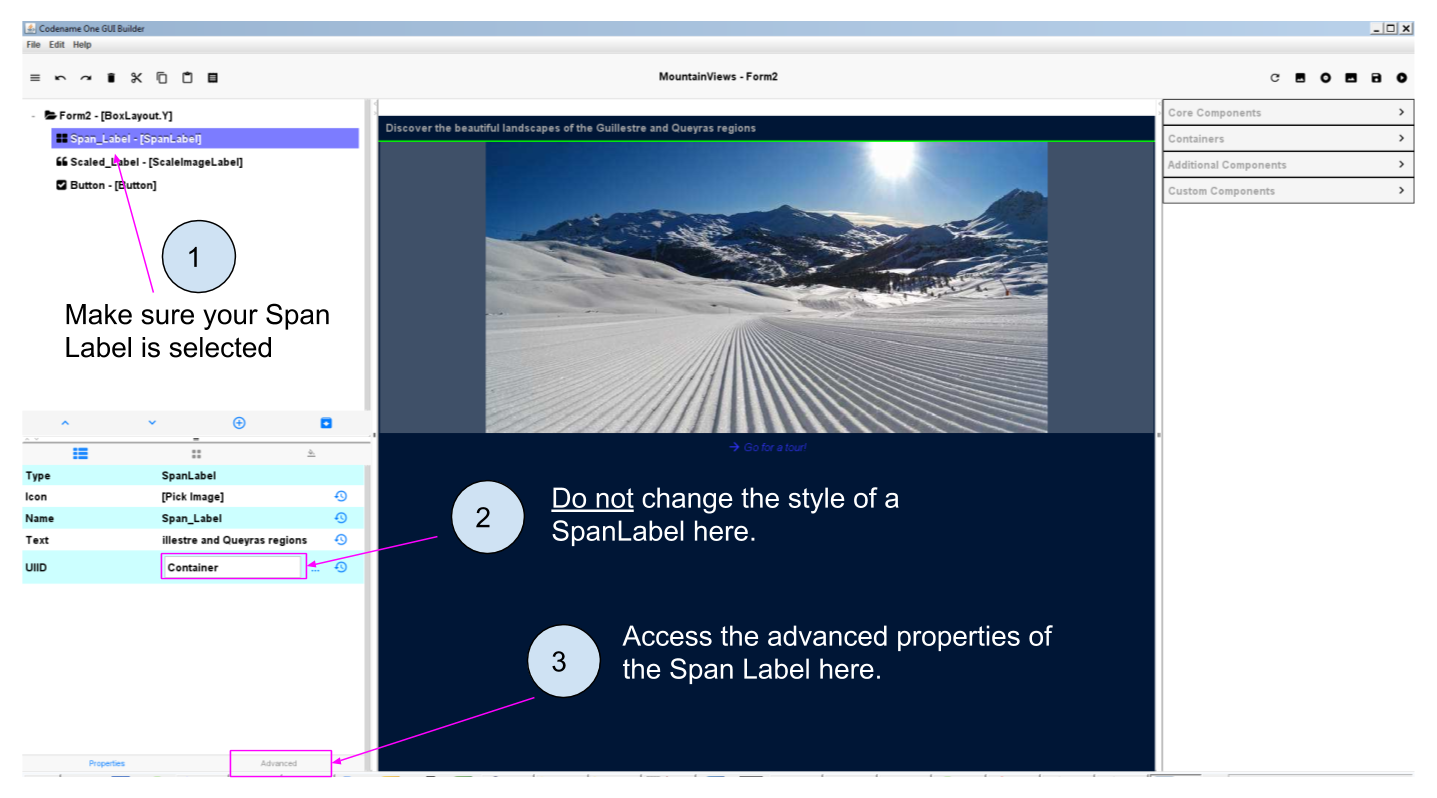 Codename One GUI Builder
File Edit Help
MountainViews - Form2
Form2 - [BoxLayout.Y]
Span_Label - [SpanLabel]
Scaled_Label - [ScaleImageLabel]
Button - [Button]
1
Make sure your Span
Label is selected
Type SpanLabel
Icon [Pick Image]
Name Span_Label
Text illestre and Queyras regions
UIID Container ...
Properties Advanced
Discover the beautiful landscapes of the Guillestre and Queyras regions
Go for a tour!
2
Do not change the style of a
SpanLabel here.
3
Access the advanced properties of
the Span Label here.
Core Components
Containers
Additional Components
Custom Components